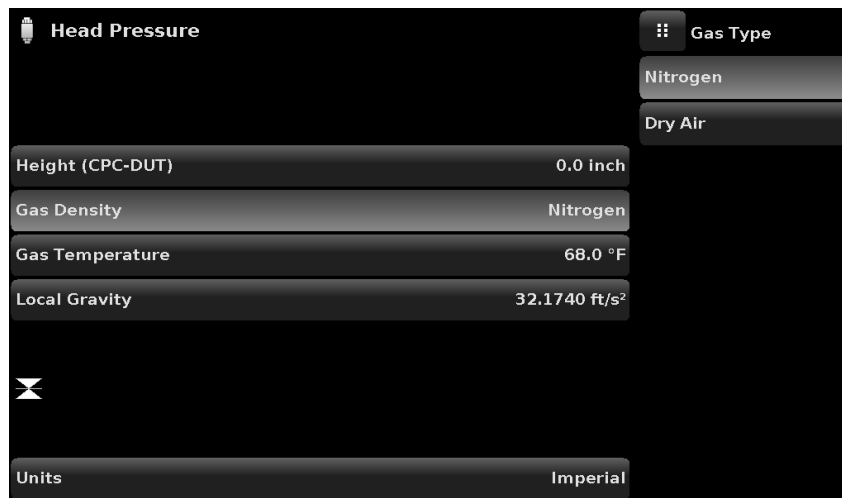 Head Pressure
Gas Type
Nitrogen
Dry Air
Height (CPC-DUT) 0.0 inch
Gas Density Nitrogen
Gas Temperature 68.0 °F
Local Gravity 32.1740 ft/s²
Units Imperial